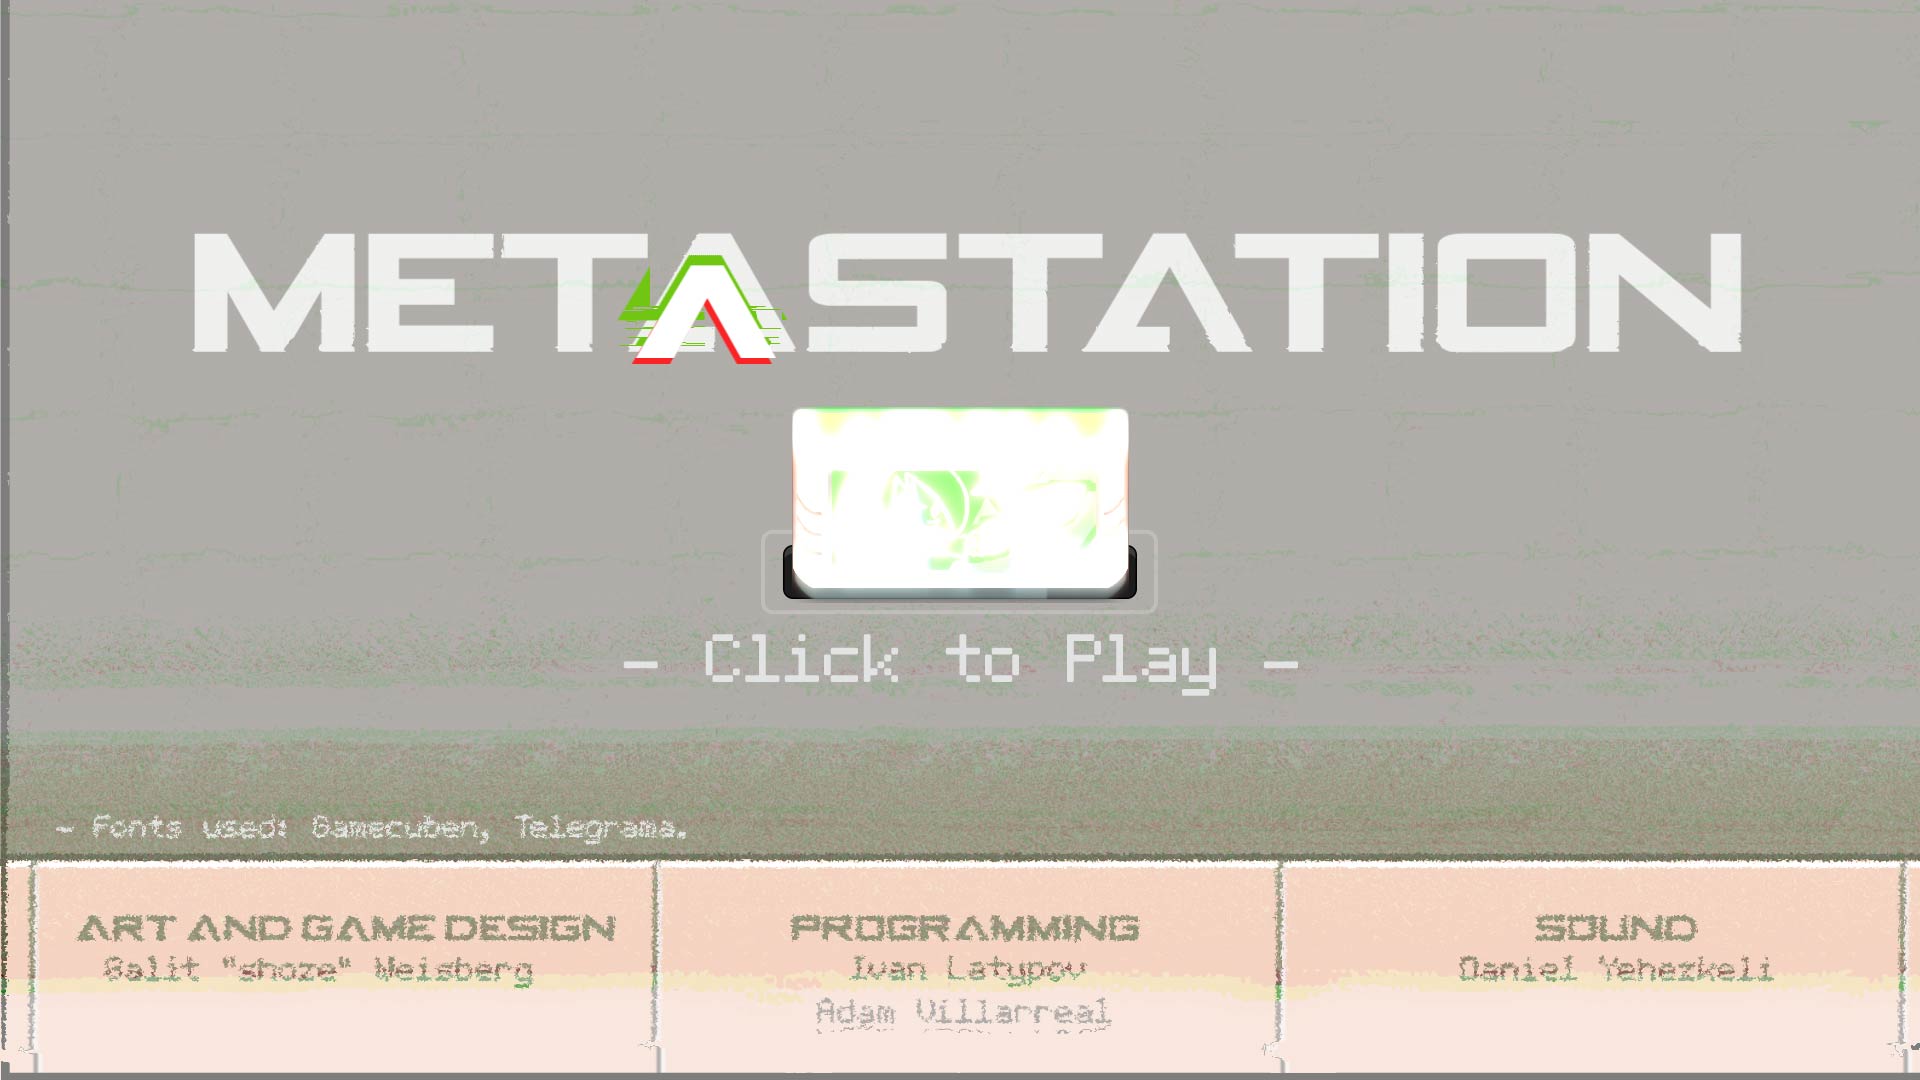 METASTATION
- Click to Play -
- Fonts used: Gamecuben, Telegrama.
ART AND GAME DESIGN
Galit "shoze" Weisberg
PROGRAMMING
Ivan Latypov
Adam Villarreal
SOUND
Daniel Yehezkeli